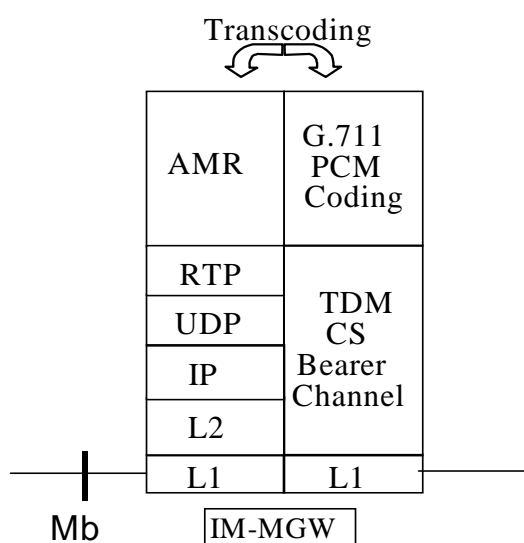 Transcoding
AMR
G.711
PCM
Coding
RTP
UDP
IP
L2
TDM
CS
Bearer
Channel
L1
L1
Mb
IM-MGW